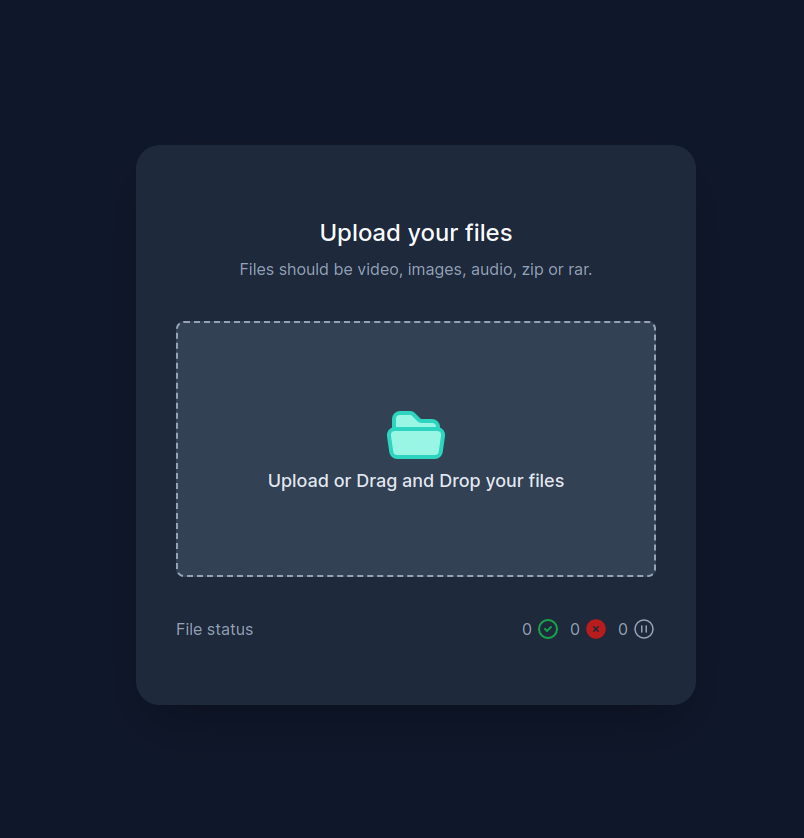 Upload your files
Files should be video, images, audio, zip or rar.
Upload or Drag and Drop your files
File status 0 0 0